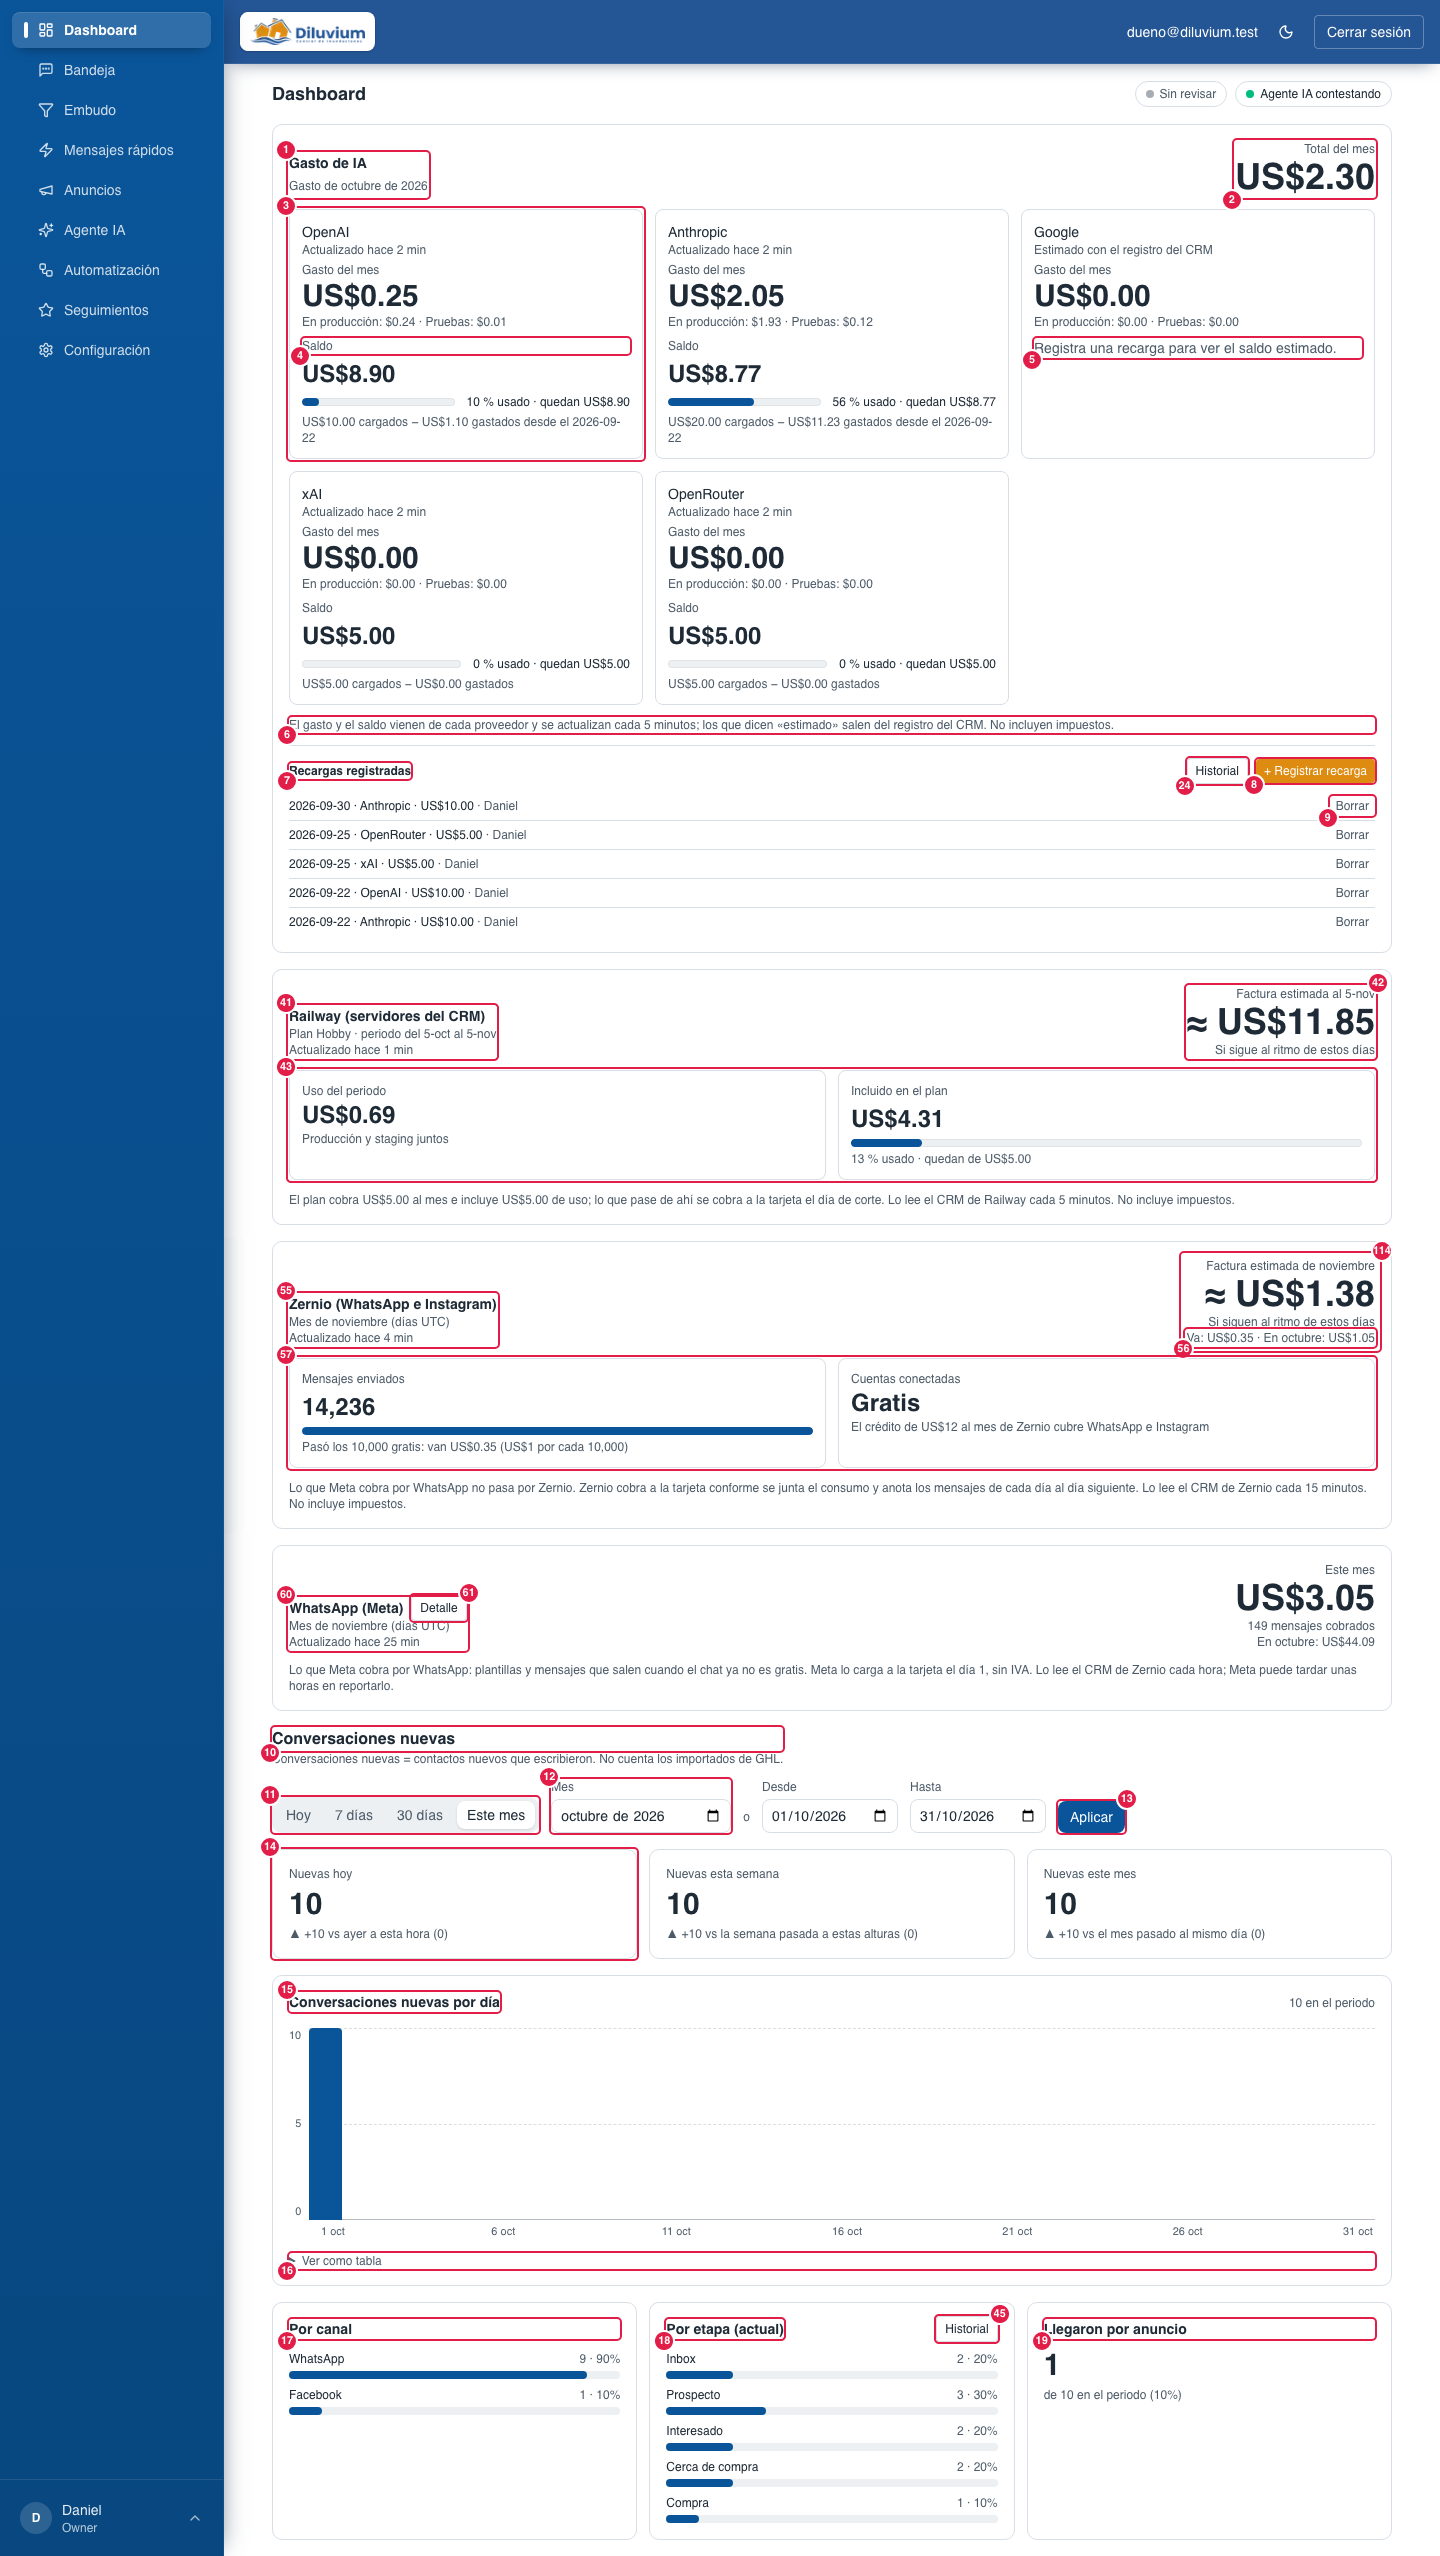 Dashboard
Bandeja
Embudo
Mensajes rápidos
Anuncios
Agente IA
Automatización
Seguimientos
Configuración
Daniel
Owner
D
Diluvium
dueno@diluvium.test
Cerrar sesión
Dashboard
Sin revisar
Agente IA contestando
1
Gasto de IA
Gasto de octubre de 2026
Total del mes
US$2.30
2
3
OpenAI
Actualizado hace 2 min
Gasto del mes
US$0.25
En producción: $0.24 · Pruebas: $0.01
Saldo
4
US$8.90
10 % usado · quedan US$8.90
US$10.00 cargados − US$1.10 gastados desde el 2026-09-
22
Anthropic
Actualizado hace 2 min
Gasto del mes
US$2.05
En producción: $1.93 · Pruebas: $0.12
Saldo
US$8.77
56 % usado · quedan US$8.77
US$20.00 cargados − US$11.23 gastados desde el 2026-09-
22
Google
Estimado con el registro del CRM
Gasto del mes
US$0.00
En producción: $0.00 · Pruebas: $0.00
Registra una recarga para ver el saldo estimado.
5
xAI
Actualizado hace 2 min
Gasto del mes
US$0.00
En producción: $0.00 · Pruebas: $0.00
Saldo
US$5.00
0 % usado · quedan US$5.00
US$5.00 cargados − US$0.00 gastados
OpenRouter
Actualizado hace 2 min
Gasto del mes
US$0.00
En producción: $0.00 · Pruebas: $0.00
Saldo
US$5.00
0 % usado · quedan US$5.00
US$5.00 cargados − US$0.00 gastados
El gasto y el saldo vienen de cada proveedor y se actualizan cada 5 minutos; los que dicen «estimado» salen del registro del CRM. No incluyen impuestos.
6
Recargas registradas
7
Historial
24
+ Registrar recarga
8
2026-09-30 · Anthropic · US$10.00 · Daniel
Borrar
9
2026-09-25 · OpenRouter · US$5.00 · Daniel
Borrar
2026-09-25 · xAI · US$5.00 · Daniel
Borrar
2026-09-22 · OpenAI · US$10.00 · Daniel
Borrar
2026-09-22 · Anthropic · US$10.00 · Daniel
Borrar
41
Railway (servidores del CRM)
Plan Hobby · periodo del 5-oct al 5-nov
Actualizado hace 1 min
42
Factura estimada al 5-nov
≈ US$11.85
Si sigue al ritmo de estos días
43
Uso del periodo
US$0.69
Producción y staging juntos
Incluido en el plan
US$4.31
13 % usado · quedan de US$5.00
El plan cobra US$5.00 al mes e incluye US$5.00 de uso; lo que pase de ahí se cobra a la tarjeta el día de corte. Lo lee el CRM de Railway cada 5 minutos. No incluye impuestos.
55
Zernio (WhatsApp e Instagram)
Mes de noviembre (días UTC)
Actualizado hace 4 min
114
Factura estimada de noviembre
≈ US$1.38
Si siguen al ritmo de estos días
Va: US$0.35 · En octubre: US$1.05
56
57
Mensajes enviados
14,236
Pasó los 10,000 gratis: van US$0.35 (US$1 por cada 10,000)
Cuentas conectadas
Gratis
El crédito de US$12 al mes de Zernio cubre WhatsApp e Instagram
Lo que Meta cobra por WhatsApp no pasa por Zernio. Zernio cobra a la tarjeta conforme se junta el consumo y anota los mensajes de cada día al día siguiente. Lo lee el CRM de Zernio cada 15 minutos.
No incluye impuestos.
60
WhatsApp (Meta)
Detalle
61
Mes de noviembre (días UTC)
Actualizado hace 25 min
Este mes
US$3.05
149 mensajes cobrados
En octubre: US$44.09
Lo que Meta cobra por WhatsApp: plantillas y mensajes que salen cuando el chat ya no es gratis. Meta lo carga a la tarjeta el día 1, sin IVA. Lo lee el CRM de Zernio cada hora; Meta puede tardar unas
horas en reportarlo.
Conversaciones nuevas
10
Conversaciones nuevas = contactos nuevos que escribieron. No cuenta los importados de GHL.
11
Hoy
7 días
30 días
Este mes
12
Mes
octubre de 2026
o
Desde
01/10/2026
Hasta
31/10/2026
Aplicar
13
14
Nuevas hoy
10
▲ +10 vs ayer a esta hora (0)
Nuevas esta semana
10
▲ +10 vs la semana pasada a estas alturas (0)
Nuevas este mes
10
▲ +10 vs el mes pasado al mismo día (0)
15
Conversaciones nuevas por día
10 en el periodo
10
5
0
1 oct
6 oct
11 oct
16 oct
21 oct
26 oct
31 oct
Ver como tabla
16
Por canal
17
WhatsApp
9 · 90%
Facebook
1 · 10%
Por etapa (actual)
18
Historial
45
Inbox
2 · 20%
Prospecto
3 · 30%
Interesado
2 · 20%
Cerca de compra
2 · 20%
Compra
1 · 10%
Llegaron por anuncio
19
1
de 10 en el periodo (10%)